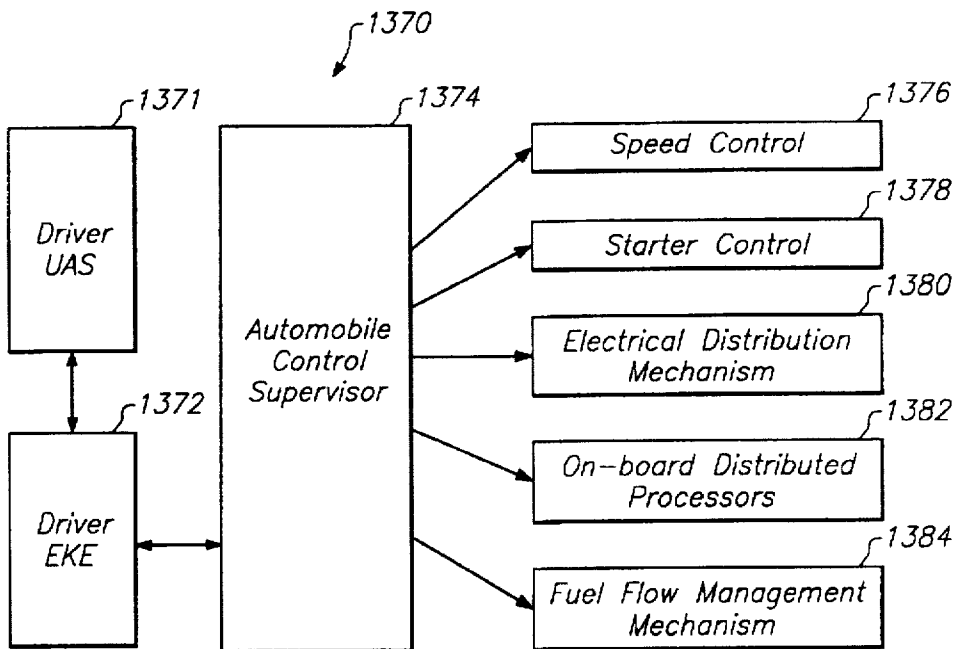 1370
1371
Driver
UAS
1372
Driver
EKE
1374
Automobile
Control
Supervisor
1376
Speed Control
1378
Starter Control
1380
Electrical Distribution
Mechanism
1382
On-board Distributed
Processors
1384
Fuel Flow Management
Mechanism